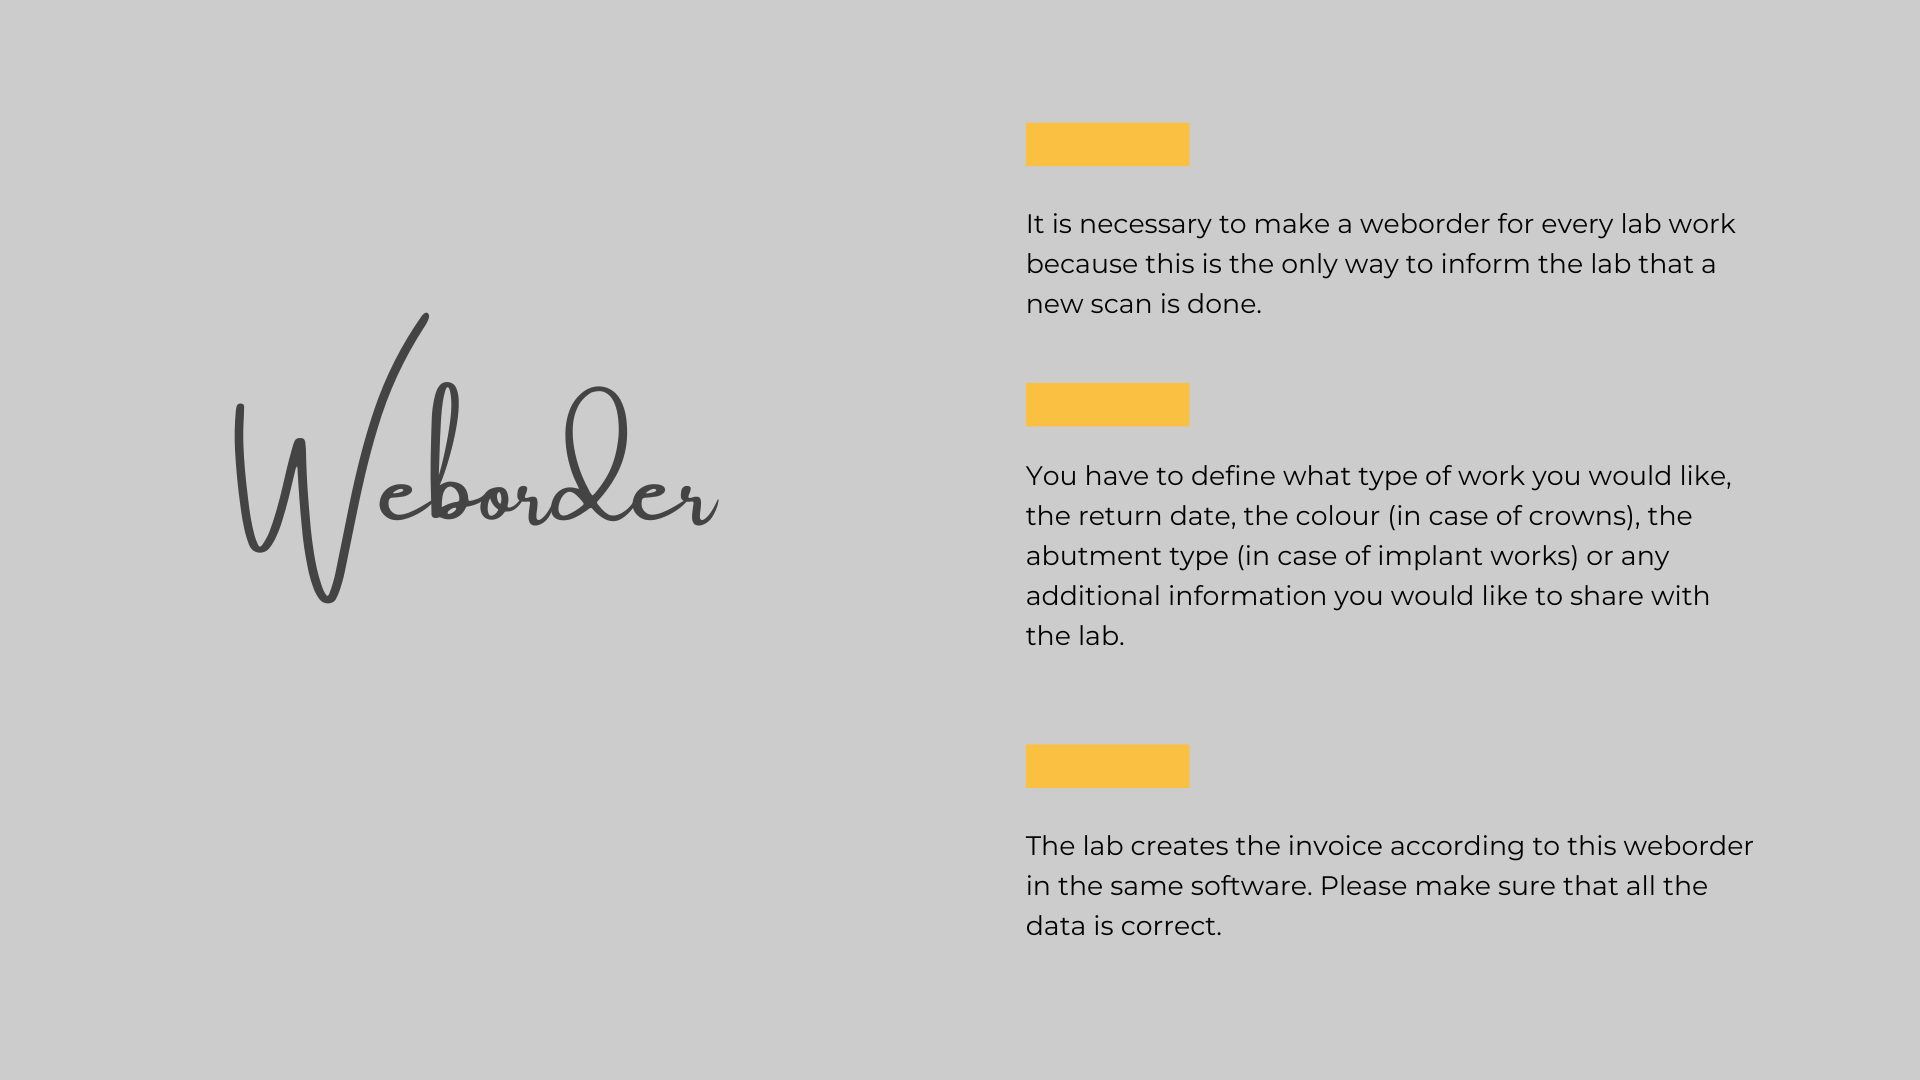 Weborder
It is necessary to make a weborder for every lab work
because this is the only way to inform the lab that a
new scan is done.
You have to define what type of work you would like,
the return date, the colour (in case of crowns), the
abutment type (in case of implant works) or any
additional information you would like to share with
the lab.
The lab creates the invoice according to this weborder
in the same software. Please make sure that all the
data is correct.